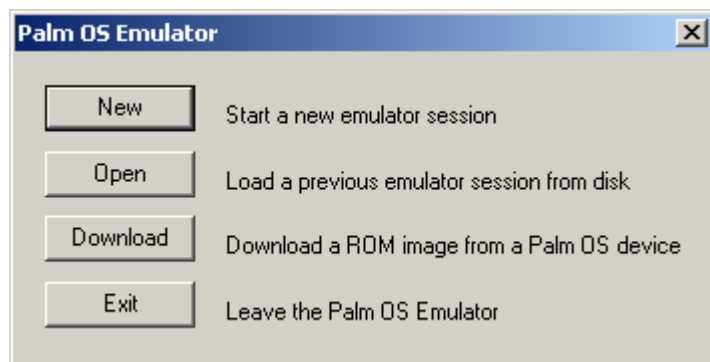 Palm OS Emulator
New Start a new emulator session
Open Load a previous emulator session from disk
Download Download a ROM image from a Palm OS device
Exit Leave the Palm OS Emulator